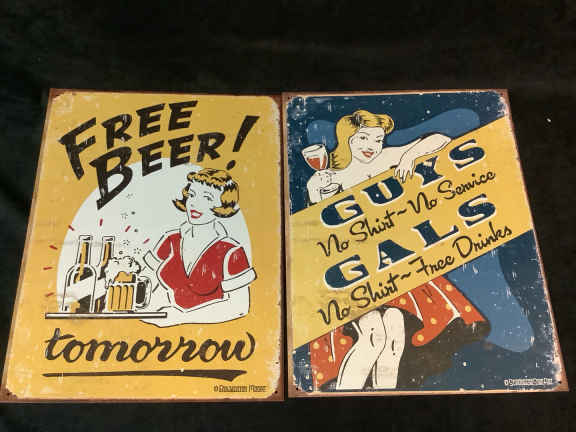 FREE
BEER!
tomorrow
GUYS
No Shirt~No Service
GALS
No Shirt~Free Drinks